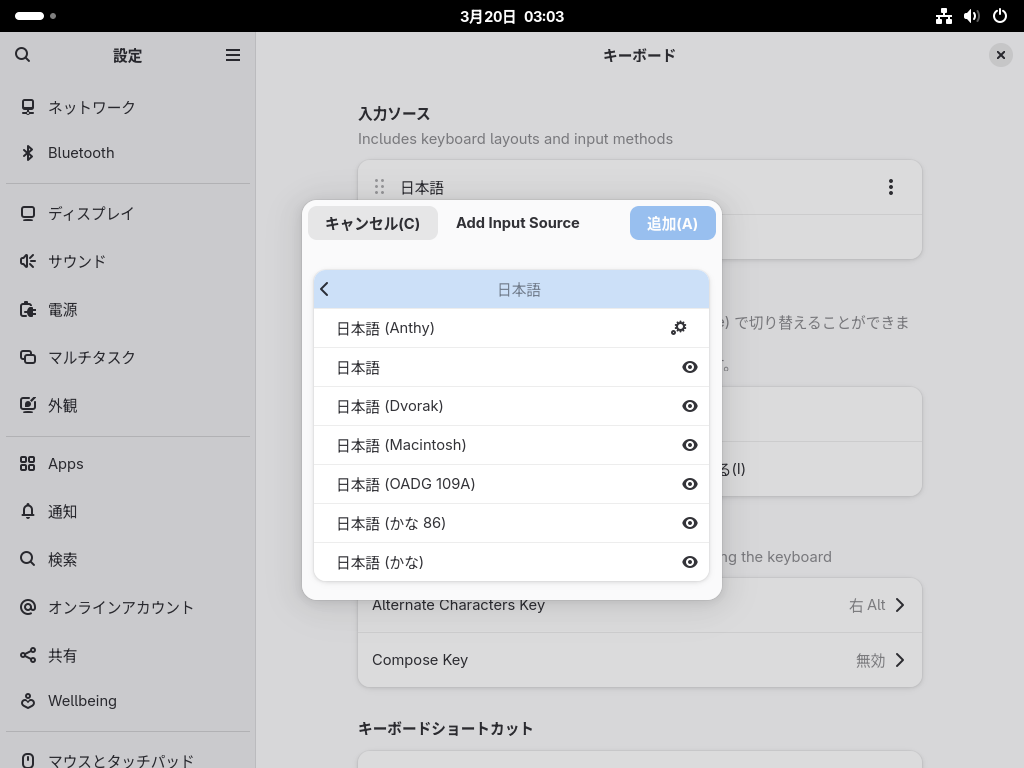 3月20日 03:03
設定
キーボード
ネットワーク
Bluetooth
ディスプレイ
サウンド
電源
マルチタスク
外観
Apps
通知
検索
オンラインアカウント
共有
Wellbeing
マウスとタッチパッド
入力ソース
Includes keyboard layouts and input methods
日本語
キャンセル(C)
Add Input Source
追加(A)
日本語
日本語 (Anthy)
日本語
日本語 (Dvorak)
日本語 (Macintosh)
日本語 (OADG 109A)
日本語 (かな 86)
日本語 (かな)
で切り替えることができま
す。
る(I)
ng the keyboard
Alternate Characters Key
右 Alt
Compose Key
無効
キーボードショートカット